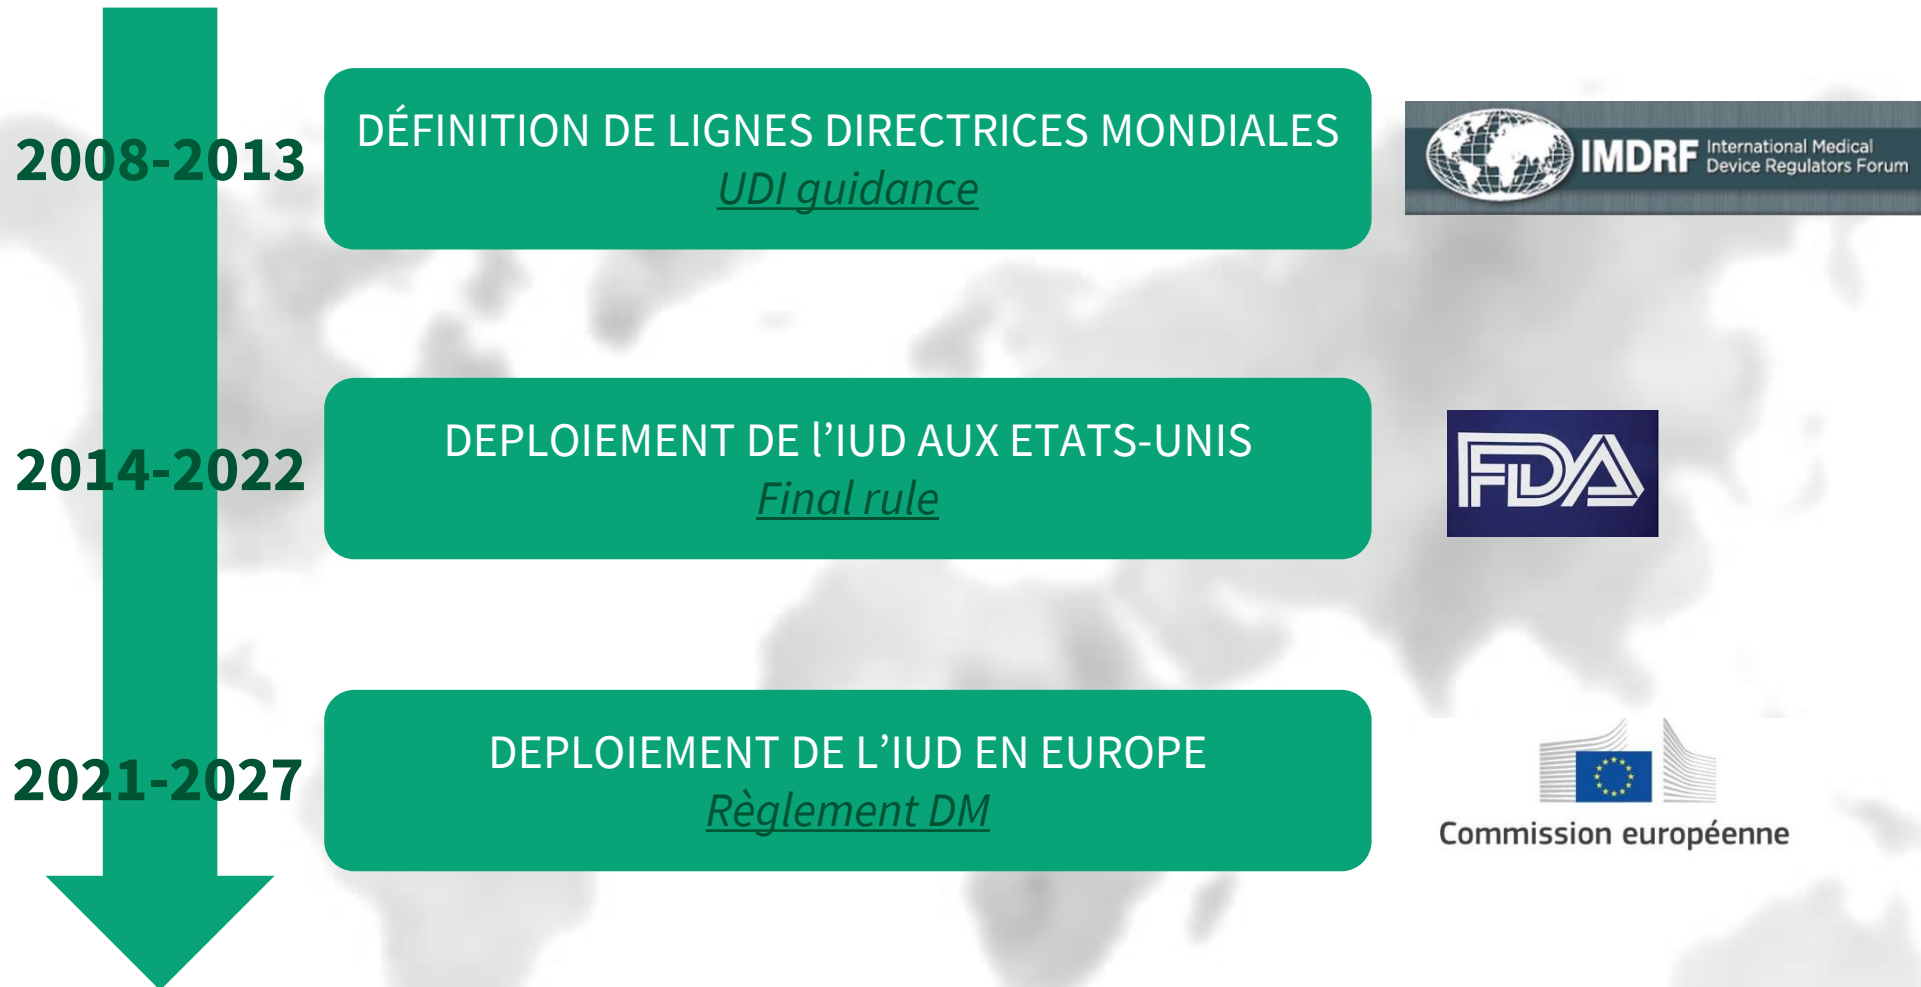 2008-2013
DÉFINITION DE LIGNES DIRECTRICES MONDIALES
UDI guidance
IMDRF International Medical
Device Regulators Forum
2014-2022
DEPLOIEMENT DE l’IUD AUX ETATS-UNIS
Final rule
FDA
2021-2027
DEPLOIEMENT DE L’IUD EN EUROPE
Règlement DM
Commission européenne